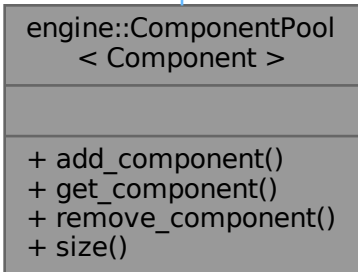 engine::ComponentPool
< Component >
+ add_component()
+ get_component()
+ remove_component()
+ size()